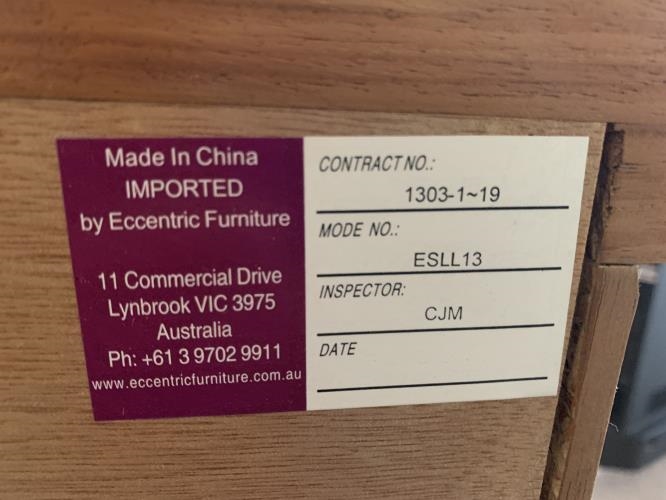 Made In China
IMPORTED
by Eccentric Furniture
11 Commercial Drive
Lynbrook VIC 3975
Australia
Ph: +61 3 9702 9911
www.eccentricfurniture.com.au
CONTRACT NO.:
1303-1~19
MODE NO.:
ESLL13
INSPECTOR:
CJM
DATE